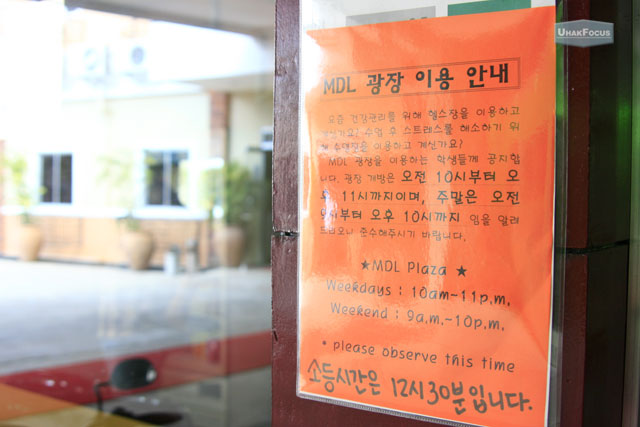 UHAKFOCUS
MDL 광장 이용 안내
요즘 건강관리를 위해 헬스장을 이용하고
계신가요? 수업 후 스트레스를 해소하기 위
해 수영장은 이용하고 계신가요?
MDL 광장을 이용하는 학생들께 공지합
니다. 광장 개방은 오전 10시부터 오
후 11시까지이며, 주말은 오전
9시부터 오후 10시까지 임을 알려
드리오니 준수해주시기 바랍니다.
★MDL Plaza ★
Weekdays : 10am~11p.m.
Weekend : 9a.m.~10p.m.
* please observe this time
소등시간은 12시30분입니다.